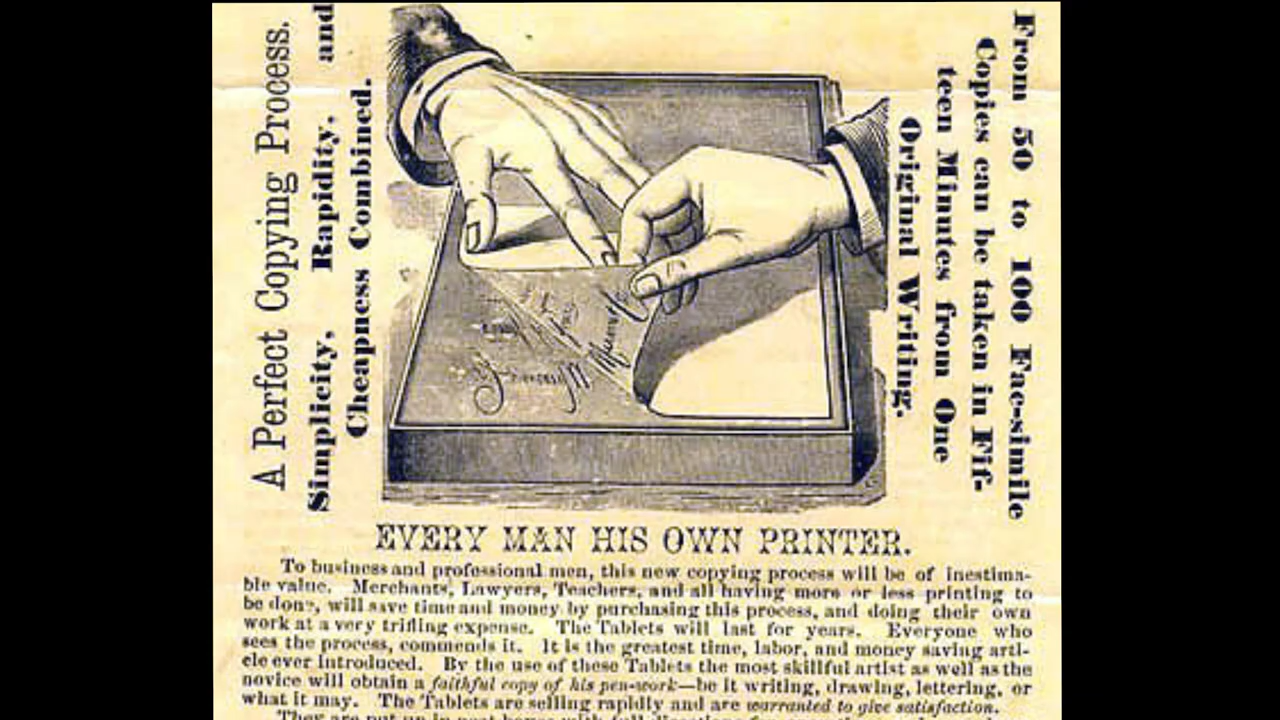 A Perfect Copying Process.
Simplicity, Rapidity, and
Cheapness Combined.
From 50 to 100 Fac-simile
Copies can be taken in Fif-
teen Minutes from One
Original Writing.
EVERY MAN HIS OWN PRINTER.
To business and professional men, this new copying process will be of inestima-
ble value. Merchants, Lawyers, Teachers, and all having more or less printing to
be done, will save time and money by purchasing this process, and doing their own
work at a very trifling expense. The Tablets will last for years. Everyone who
sees the process, commends it. It is the greatest time, labor, and money saving arti-
cle ever introduced. By the use of these Tablets the most skillful artist as well as the
novice will obtain a faithful copy of his pen-work—be it writing, drawing, lettering, or
what it may. The Tablets are selling rapidly and are warranted to give satisfaction.
They are put up in